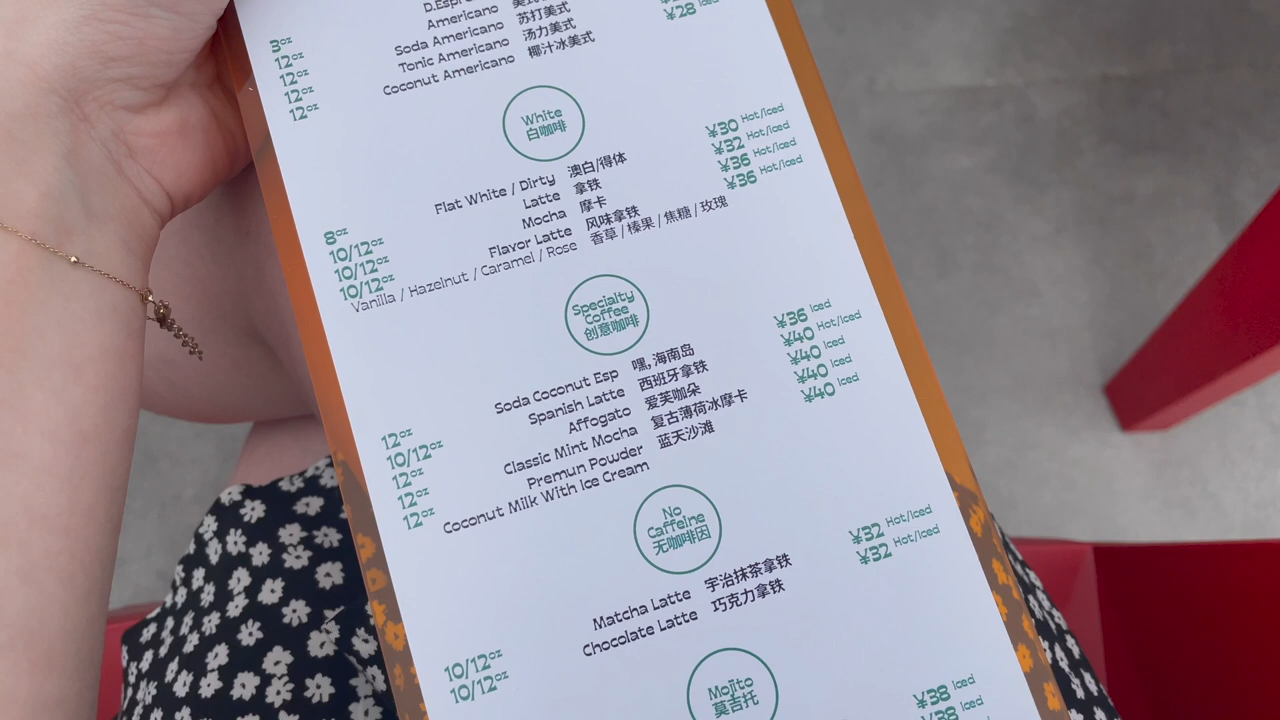 3oz D.Espr
12oz Americano 美式 ¥28 Iced
12oz Soda Americano 苏打美式
12oz Tonic Americano 汤力美式
12oz Coconut Americano 椰汁冰美式
White
白咖啡
8oz Flat White / Dirty 澳白/得体 ¥30 Hot/Iced
10/12oz Latte 拿铁 ¥32 Hot/Iced
10/12oz Mocha 摩卡 ¥36 Hot/Iced
10/12oz Flavor Latte 风味拿铁 ¥36 Hot/Iced
Vanilla / Hazelnut / Caramel / Rose 香草 / 榛果 / 焦糖 / 玫瑰
Specialty
Coffee
创意咖啡
12oz Soda Coconut Esp 嘿,海南岛 ¥36 Iced
10/12oz Spanish Latte 西班牙拿铁 ¥40 Hot/Iced
12oz Affogato 爱芙咖朵 ¥40 Iced
12oz Classic Mint Mocha 复古薄荷冰摩卡 ¥40 Iced
12oz Premun Powder 蓝天沙滩 ¥40 Iced
Coconut Milk With Ice Cream
No
Caffeine
无咖啡因
10/12oz Matcha Latte 宇治抹茶拿铁 ¥32 Hot/Iced
10/12oz Chocolate Latte 巧克力拿铁 ¥32 Hot/Iced
Mojito
莫吉托
¥38 Iced
¥38